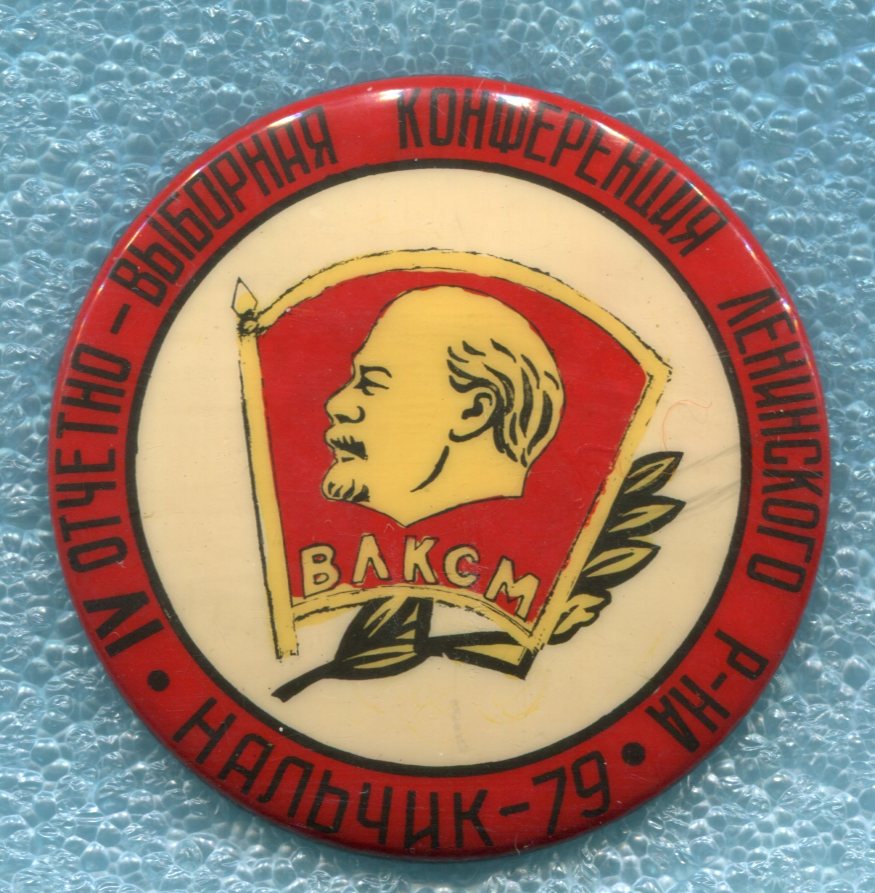 IV ОТЧЕТНО-ВЫБОРНАЯ КОНФЕРЕНЦИЯ ЛЕНИНСКОГО Р-НА
ВЛКСМ
• НАЛЬЧИК-79 •